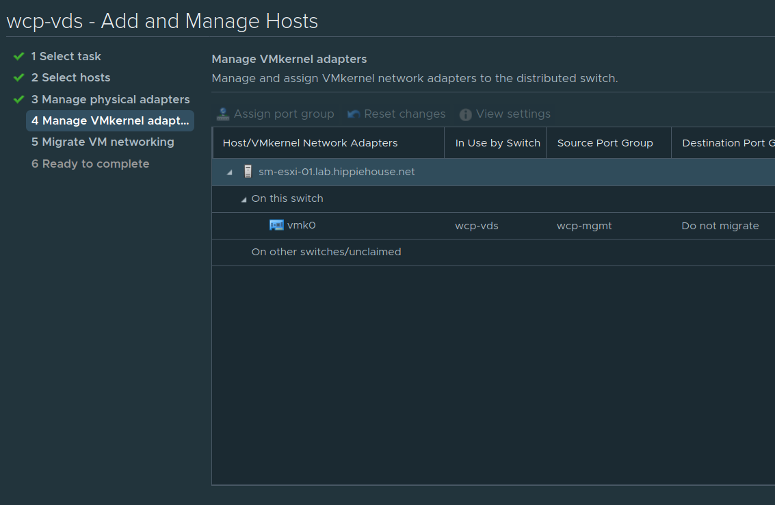 wcp-vds - Add and Manage Hosts
1 Select task
2 Select hosts
3 Manage physical adapters
4 Manage VMkernel adapt...
5 Migrate VM networking
6 Ready to complete
Manage VMkernel adapters
Manage and assign VMkernel network adapters to the distributed switch.
Assign port group Reset changes View settings
Host/VMkernel Network Adapters In Use by Switch Source Port Group Destination Port G
sm-esxi-01.lab.hippiehouse.net
On this switch
vmk0 wcp-vds wcp-mgmt Do not migrate
On other switches/unclaimed